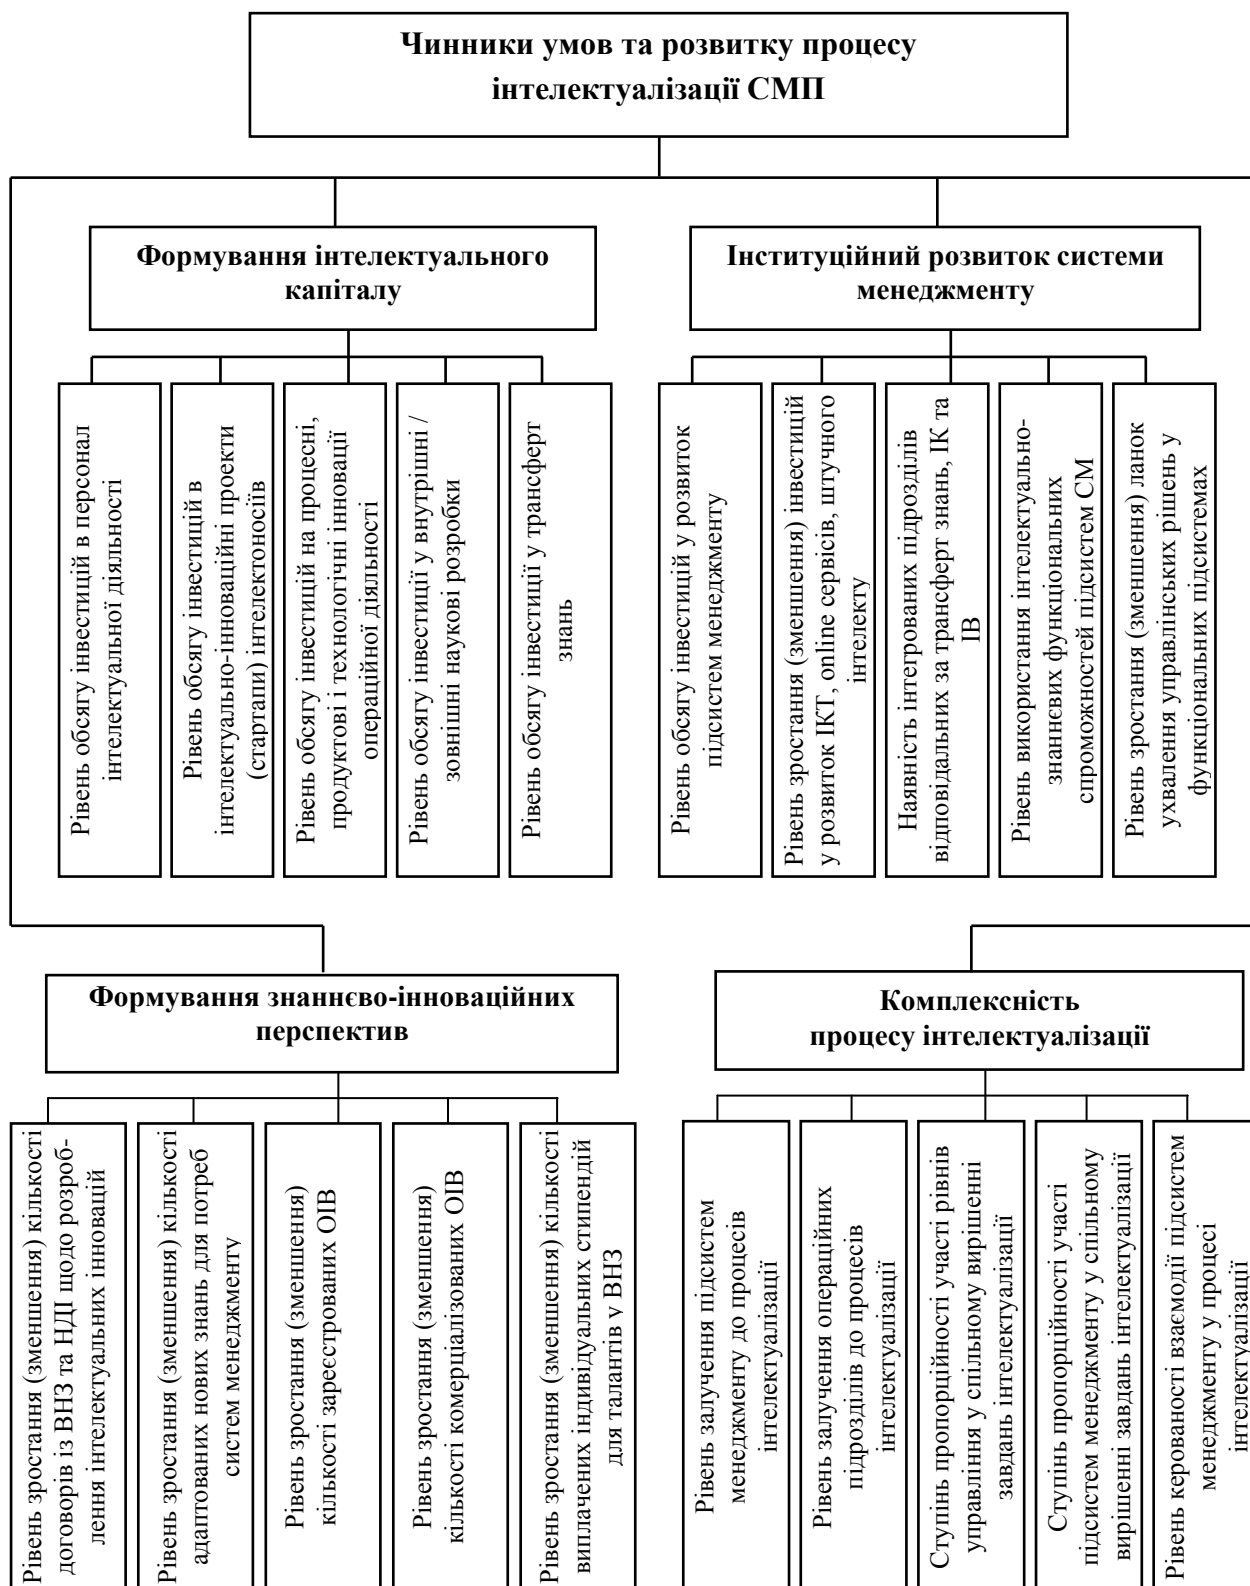 Чинники умов та розвитку процесу
інтелектуалізації СМП
Формування інтелектуального
капіталу
Інституційний розвиток системи
менеджменту
Рівень обсягу інвестицій в персонал
інтелектуальної діяльності
Рівень обсягу інвестицій в
інтелектуально-інноваційні проекти
(стартапи) інтелектоносіїв
Рівень обсягу інвестицій на процесні,
продуктові і технологічні інновації
операційної діяльності
Рівень обсягу інвестиції у внутрішні /
зовнішні наукові розробки
Рівень обсягу інвестиції у трансферт
знань
Рівень обсягу інвестицій у розвиток
підсистем менеджменту
Рівень зростання (зменшення) інвестицій
у розвиток ІКТ, online сервісів, штучного
інтелекту
Наявність інтегрованих підрозділів
відповідальних за трансферт знань, ІК та
ІВ
Рівень використання інтелектуально-
знаннєвих функціональних
спроможностей підсистем СМ
Рівень зростання (зменшення) ланок
ухвалення управлінських рішень у
функціональних підсистемах
Формування знаннєво-інноваційних
перспектив
Комплексність
процесу інтелектуалізації
Рівень зростання (зменшення) кількості
договорів із ВНЗ та НДІ щодо розроб-
лення інтелектуальних інновацій
Рівень зростання (зменшення) кількості
адаптованих нових знань для потреб
систем менеджменту
Рівень зростання (зменшення)
кількості зареєстрованих ОІВ
Рівень зростання (зменшення)
кількості комерціалізованих ОІВ
Рівень зростання (зменшення) кількості
виплачених індивідуальних стипендій
для талантів у ВНЗ
Рівень залучення підсистем
менеджменту до процесів
інтелектуалізації
Рівень залучення операційних
підрозділів до процесів
інтелектуалізації
Ступінь пропорційності участі рівнів
управління у спільному вирішенні
завдань інтелектуалізації
Ступінь пропорційності участі
підсистем менеджменту у спільному
вирішенні завдань інтелектуалізації
Рівень керованості взаємодії підсистем
менеджменту у процесі
інтелектуалізації